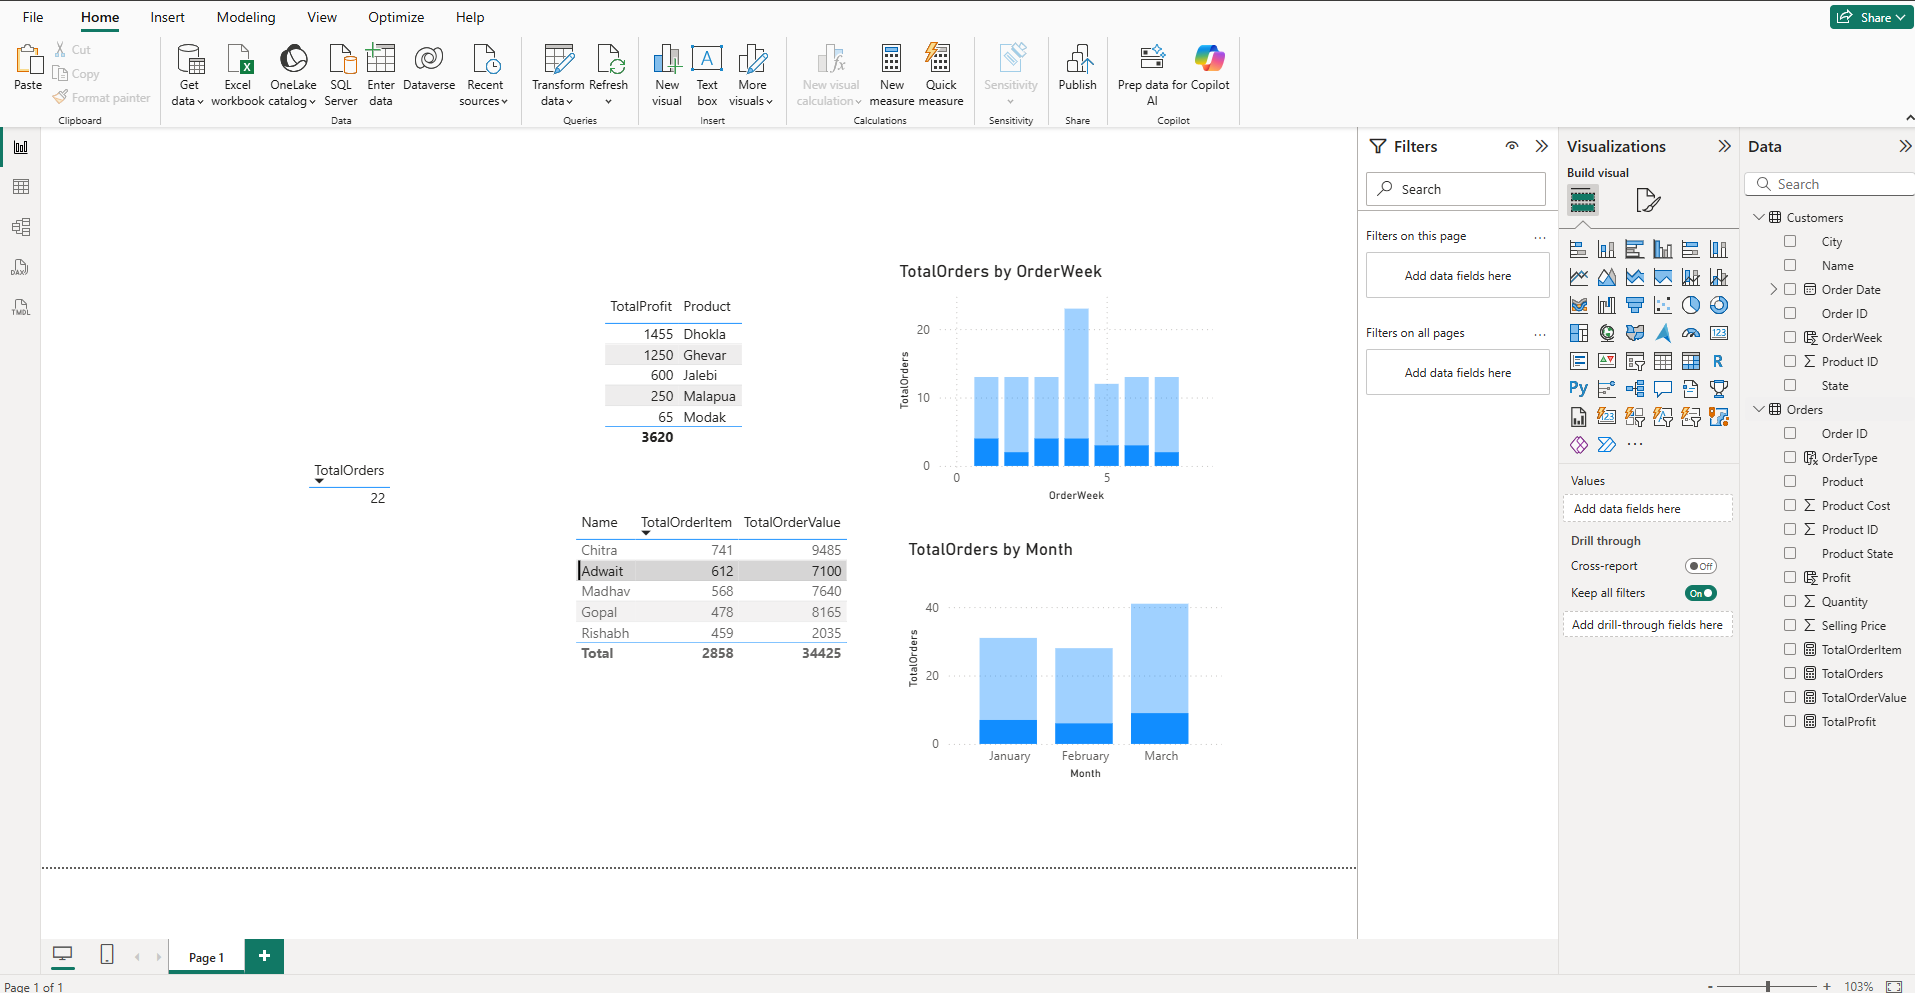 File Home Insert Modeling View Optimize Help Share
Paste
Cut
Copy
Format painter
Clipboard
Get data
Excel workbook
OneLake catalog
SQL Server
Enter data
Dataverse
Recent sources
Data
Transform data
Refresh
Queries
New visual
Text box
More visuals
Insert
New visual calculation
New measure
Quick measure
Calculations
Sensitivity
Sensitivity
Publish
Share
Prep data for AI
Copilot
Copilot
DAX
TMDL
TotalProfit Product
1455 Dhokla
1250 Ghevar
600 Jalebi
250 Malapua
65 Modak
3620
TotalOrders
22
Name TotalOrderItem TotalOrderValue
Chitra 741 9485
Adwait 612 7100
Madhav 568 7640
Gopal 478 8165
Rishabh 459 2035
Total 2858 34425
TotalOrders by OrderWeek
TotalOrders
20
10
0
0 5
OrderWeek
TotalOrders by Month
TotalOrders
40
20
0
January February March
Month
Filters
Search
Filters on this page ...
Add data fields here
Filters on all pages ...
Add data fields here
Visualizations
Build visual
123
R
Py
123
...
Values
Add data fields here
Drill through
Cross-report Off
Keep all filters On
Add drill-through fields here
Data
Search
Customers
City
Name
Order Date
Order ID
OrderWeek
Product ID
State
Orders
Order ID
OrderType
Product
Product Cost
Product ID
Product State
Profit
Quantity
Selling Price
TotalOrderItem
TotalOrders
TotalOrderValue
TotalProfit
Page 1 +
Page 1 of 1
- + 103%